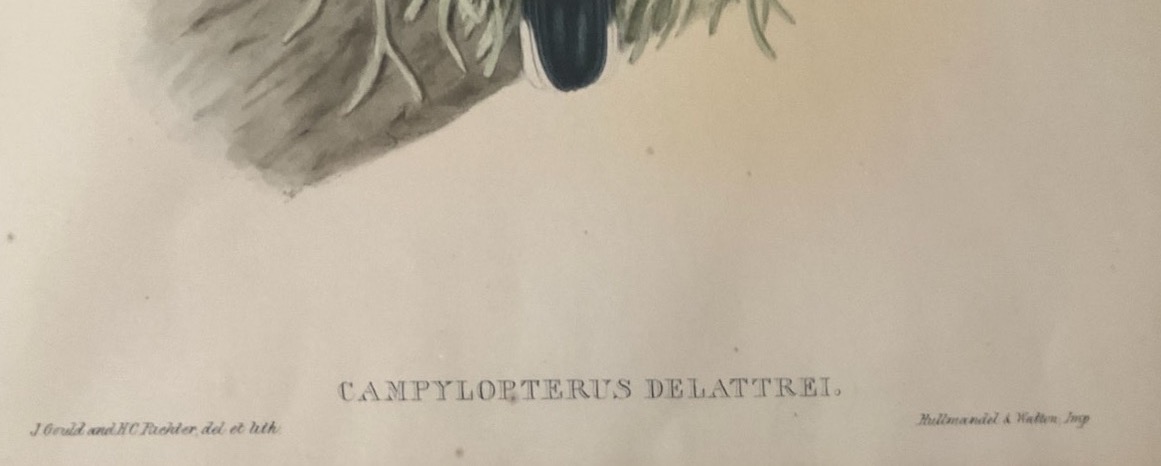 CAMPYLOPTERUS DELATTREI.
J. Gould and H C Richter, del. et lith.
Hullmandel & Walton, Imp